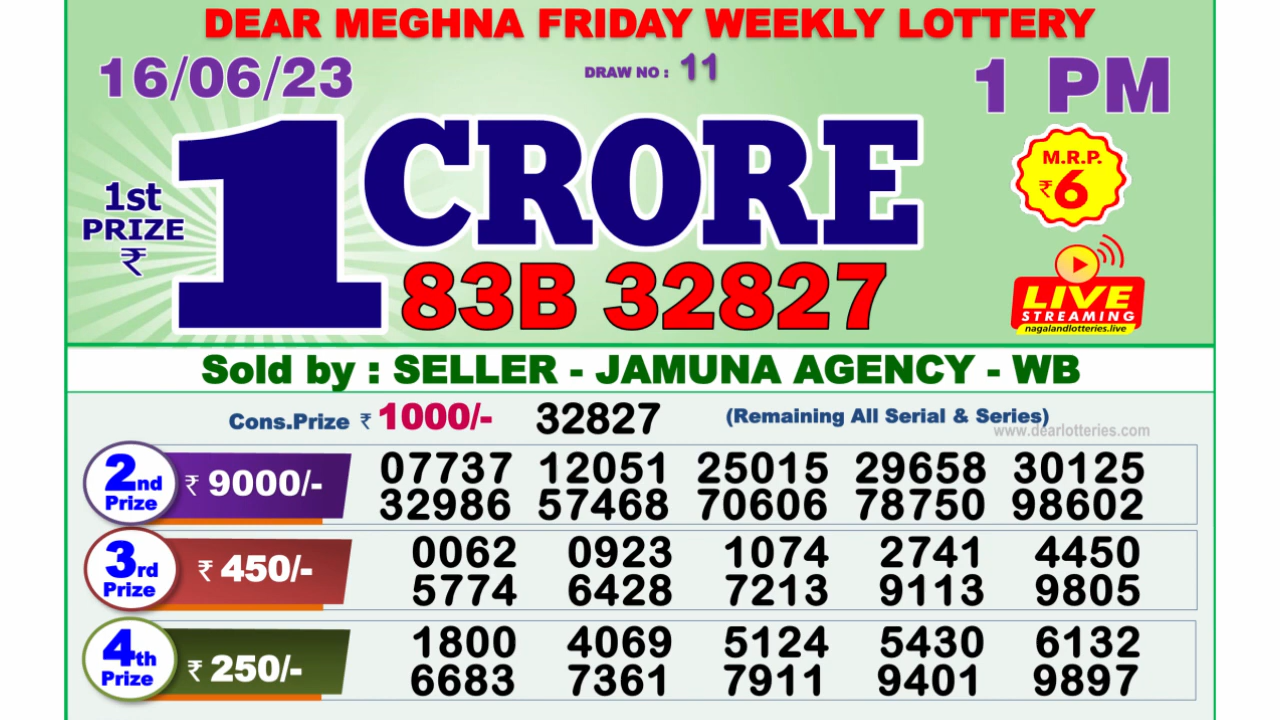 DEAR MEGHNA FRIDAY WEEKLY LOTTERY
16/06/23
DRAW NO : 11
1 PM
1st
PRIZE
₹
1 CRORE
83B 32827
M.R.P.
₹6
LIVE
STREAMING
nagalandlotteries.live
Sold by : SELLER - JAMUNA AGENCY - WB
Cons.Prize ₹ 1000/- 32827 (Remaining All Serial & Series)
www.dearlotteries.com
2nd Prize ₹ 9000/-
07737 12051 25015 29658 30125
32986 57468 70606 78750 98602
3rd Prize ₹ 450/-
0062 0923 1074 2741 4450
5774 6428 7213 9113 9805
4th Prize ₹ 250/-
1800 4069 5124 5430 6132
6683 7361 7911 9401 9897